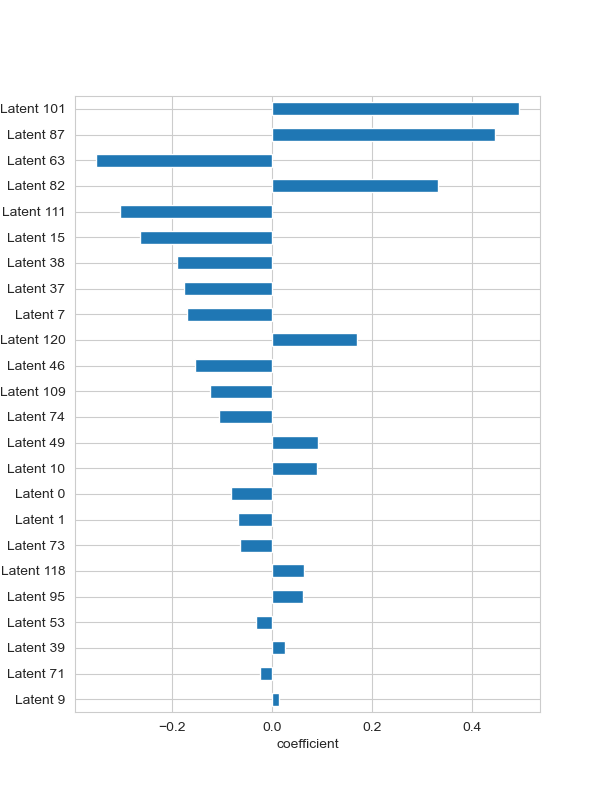 Latent 101
Latent 87
Latent 63
Latent 82
Latent 111
Latent 15
Latent 38
Latent 37
Latent 7
Latent 120
Latent 46
Latent 109
Latent 74
Latent 49
Latent 10
Latent 0
Latent 1
Latent 73
Latent 118
Latent 95
Latent 53
Latent 39
Latent 71
Latent 9
−0.2 0.0 0.2 0.4
coefficient